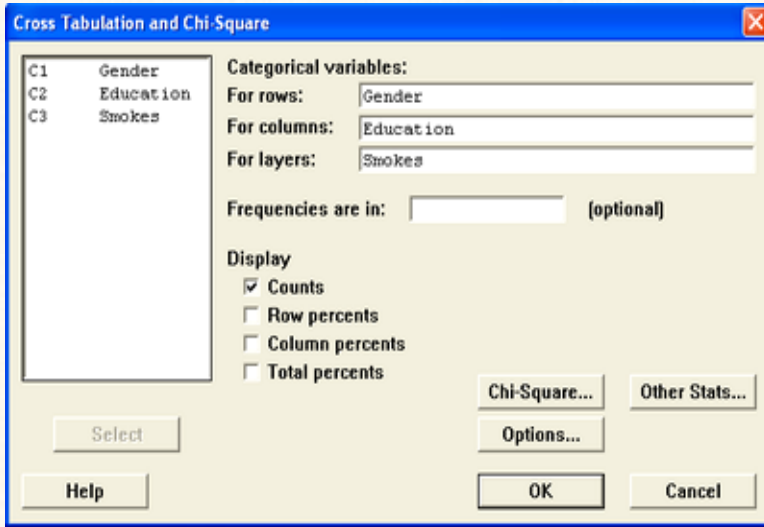 Cross Tabulation and Chi-Square
C1 Gender
C2 Education
C3 Smokes
Categorical variables:
For rows: Gender
For columns: Education
For layers: Smokes
Frequencies are in: (optional)
Display
Counts
Row percents
Column percents
Total percents
Chi-Square... Other Stats...
Select Options...
Help OK Cancel